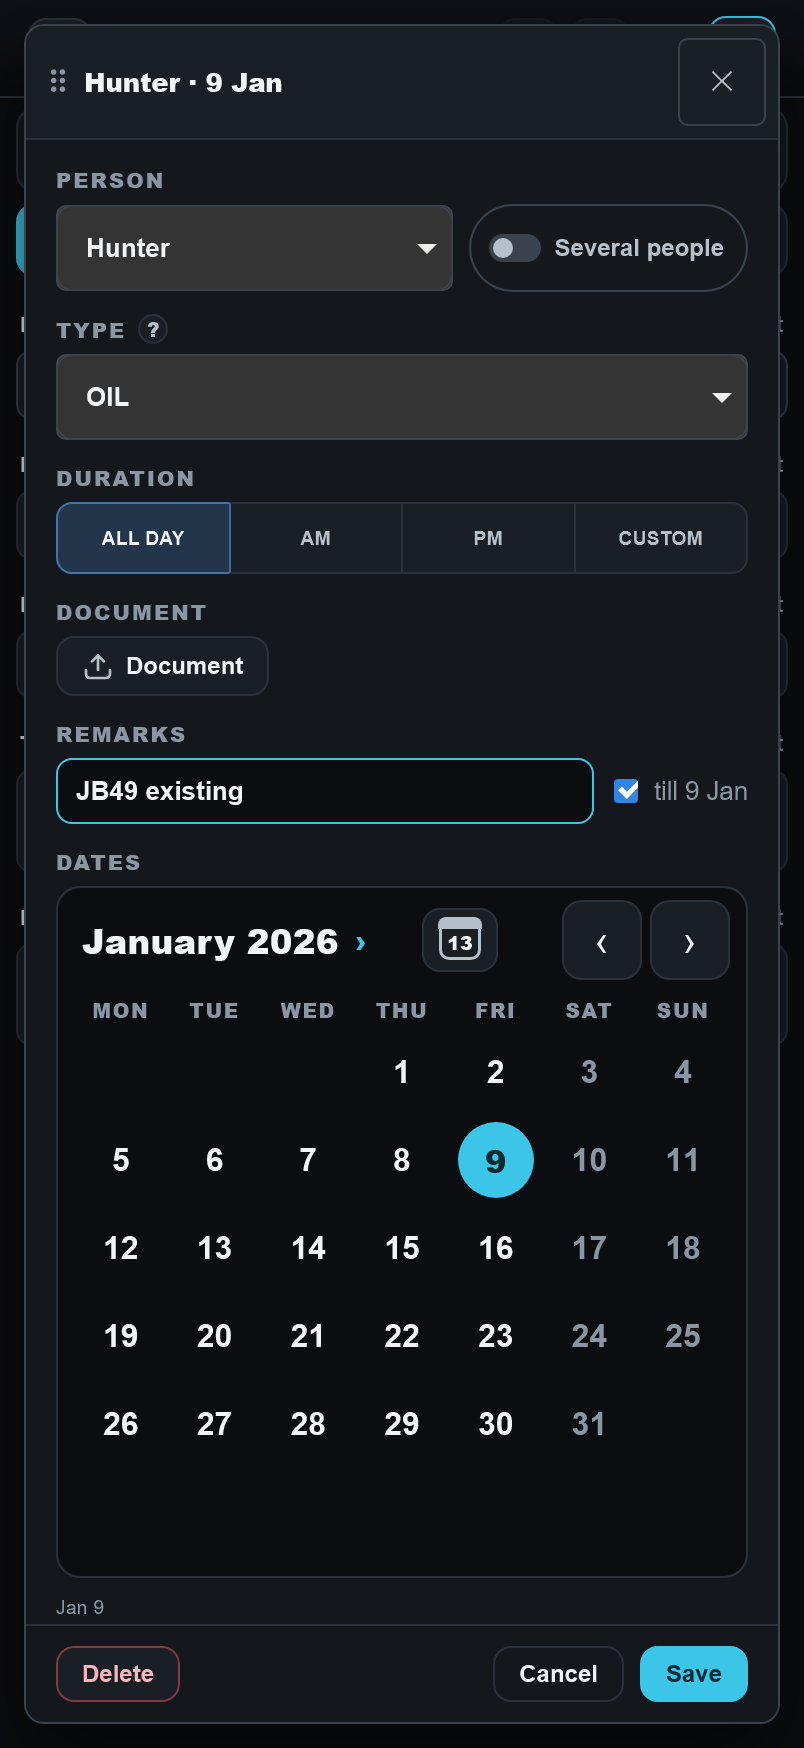 Hunter · 9 Jan
PERSON
Hunter
Several people
TYPE ?
OIL
DURATION
ALL DAY AM PM CUSTOM
DOCUMENT
Document
REMARKS
JB49 existing
till 9 Jan
DATES
January 2026 ›
13
‹ ›
MON TUE WED THU FRI SAT SUN
1 2 3 4
5 6 7 8 9 10 11
12 13 14 15 16 17 18
19 20 21 22 23 24 25
26 27 28 29 30 31
Jan 9
Delete Cancel Save